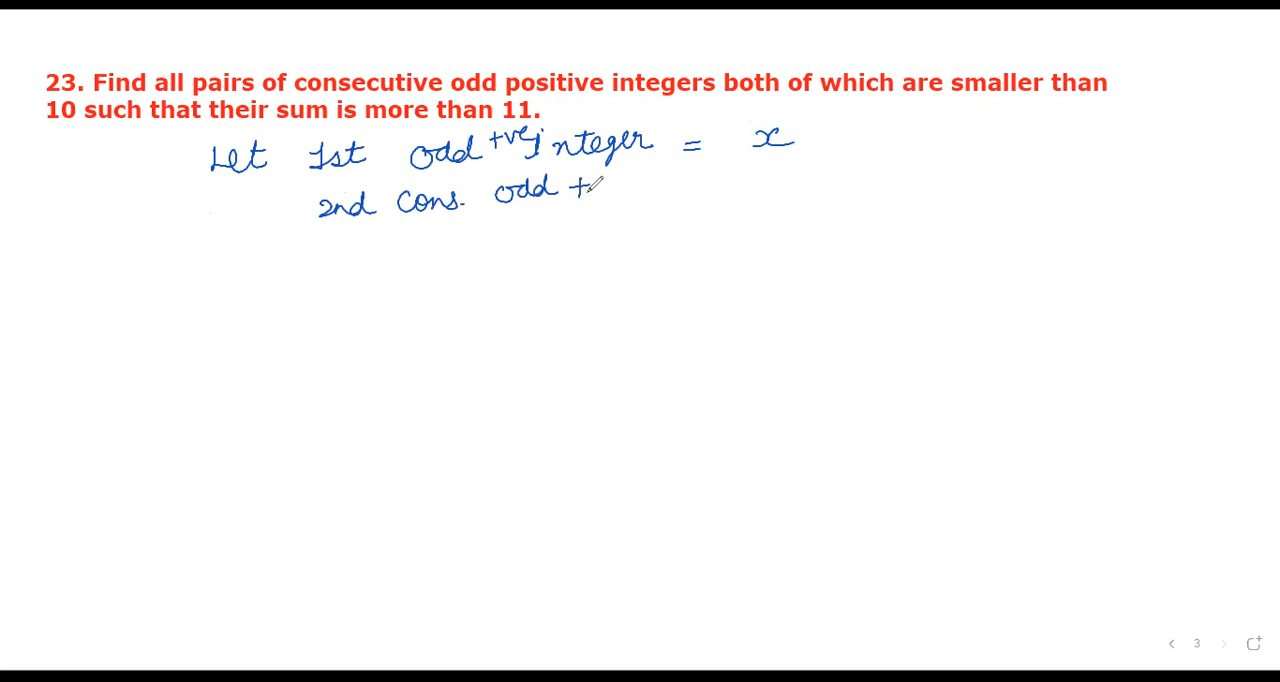 23. Find all pairs of consecutive odd positive integers both of which are smaller than
10 such that their sum is more than 11.
Let 1st odd +ve integer = x
2nd Cons. odd +
3